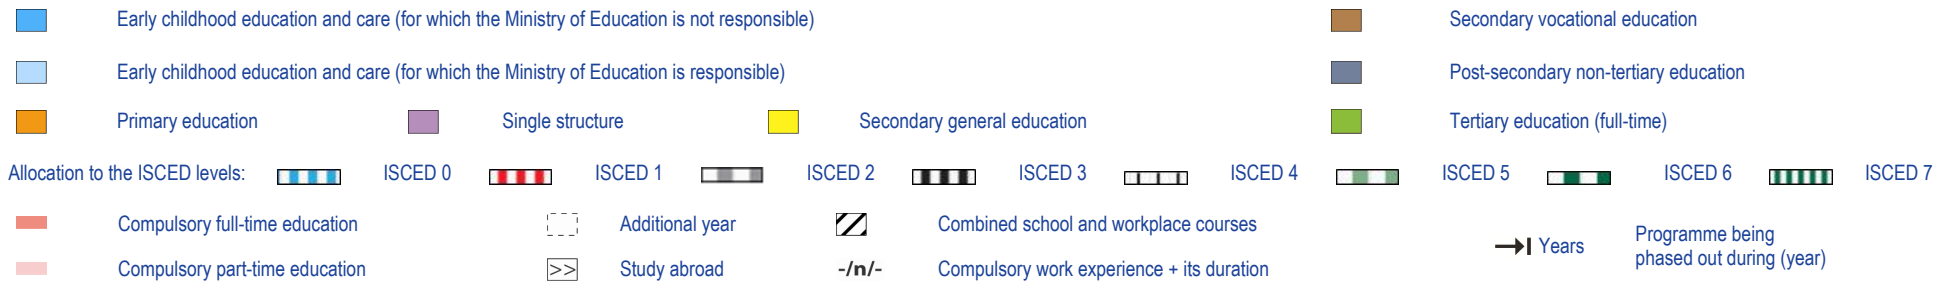 Early childhood education and care (for which the Ministry of Education is not responsible) Secondary vocational education
Early childhood education and care (for which the Ministry of Education is responsible) Post-secondary non-tertiary education
Primary education Single structure Secondary general education Tertiary education (full-time)
Allocation to the ISCED levels: ISCED 0 ISCED 1 ISCED 2 ISCED 3 ISCED 4 ISCED 5 ISCED 6 ISCED 7
Compulsory full-time education Additional year Combined school and workplace courses
Compulsory part-time education >> Study abroad -/n/- Compulsory work experience + its duration
Years Programme being
phased out during (year)